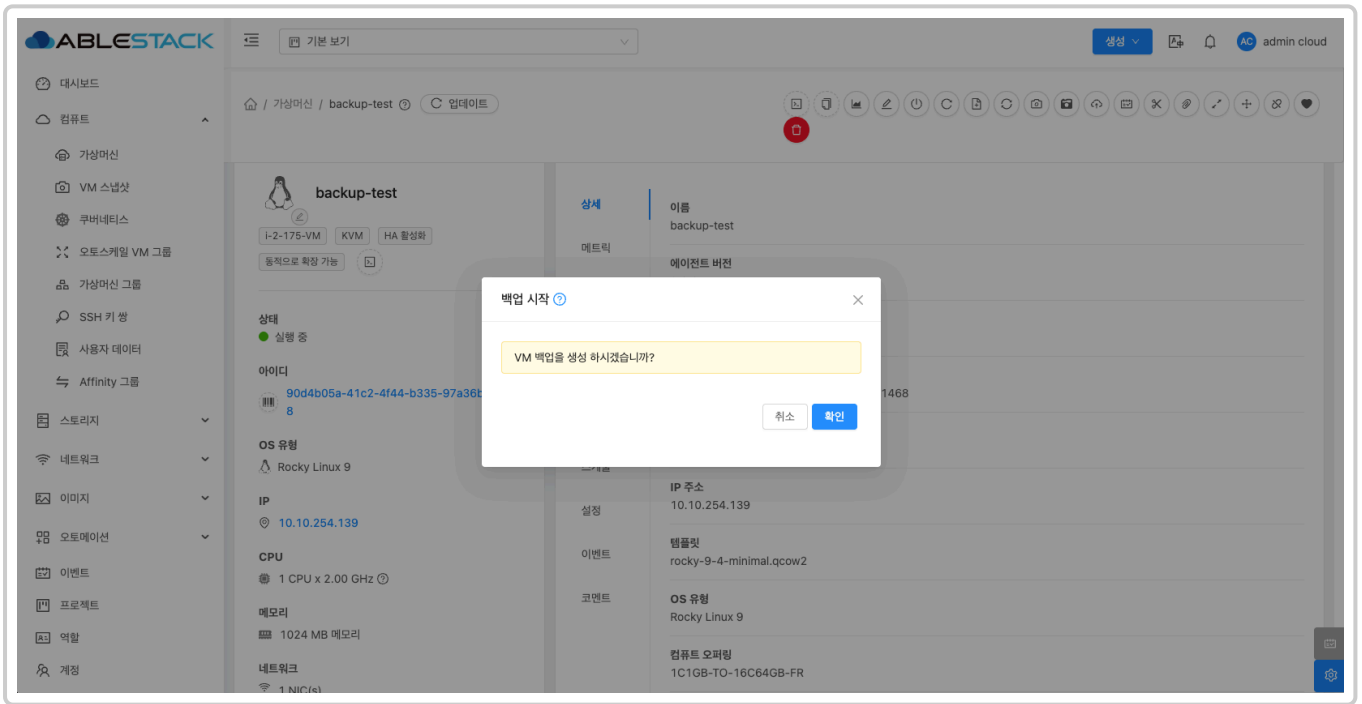 ABLESTACK
기본 보기
생성
AC admin cloud
대시보드
컴퓨트
가상머신
VM 스냅샷
쿠버네티스
오토스케일 VM 그룹
가상머신 그룹
SSH 키 쌍
사용자 데이터
Affinity 그룹
스토리지
네트워크
이미지
오토메이션
이벤트
프로젝트
역할
계정
/ 가상머신 / backup-test
업데이트
backup-test
i-2-175-VM
KVM
HA 활성화
동적으로 확장 가능
상태
실행 중
아이디
90d4b05a-41c2-4f44-b335-97a36b
8
OS 유형
Rocky Linux 9
IP
10.10.254.139
CPU
1 CPU x 2.00 GHz
메모리
1024 MB 메모리
네트워크
1 NIC(s)
상세
메트릭
설정
이벤트
코멘트
이름
backup-test
에이전트 버전
1468
IP 주소
10.10.254.139
템플릿
rocky-9-4-minimal.qcow2
OS 유형
Rocky Linux 9
컴퓨트 오퍼링
1C1GB-TO-16C64GB-FR
백업 시작
VM 백업을 생성 하시겠습니까?
취소
확인